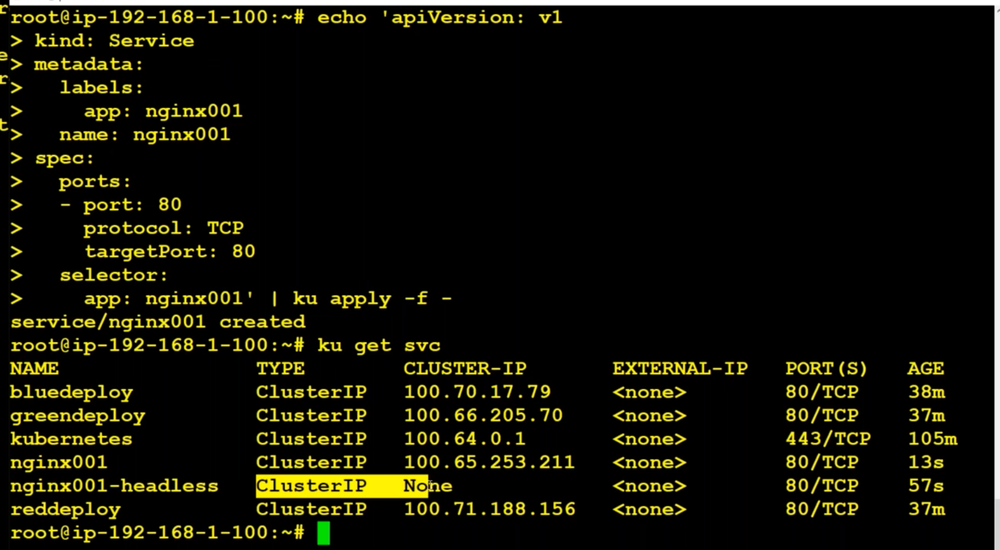 root@ip-192-168-1-100:~# echo 'apiVersion: v1
> kind: Service
> metadata:
>   labels:
>     app: nginx001
>   name: nginx001
> spec:
>   ports:
>   - port: 80
>     protocol: TCP
>     targetPort: 80
>   selector:
>     app: nginx001' | ku apply -f -
service/nginx001 created
root@ip-192-168-1-100:~# ku get svc
NAME                TYPE        CLUSTER-IP       EXTERNAL-IP   PORT(S)   AGE
bluedeploy          ClusterIP   100.70.17.79     <none>        80/TCP    38m
greendeploy         ClusterIP   100.66.205.70    <none>        80/TCP    37m
kubernetes          ClusterIP   100.64.0.1       <none>        443/TCP   105m
nginx001            ClusterIP   100.65.253.211   <none>        80/TCP    13s
nginx001-headless   ClusterIP   None             <none>        80/TCP    57s
reddeploy           ClusterIP   100.71.188.156   <none>        80/TCP    37m
root@ip-192-168-1-100:~#